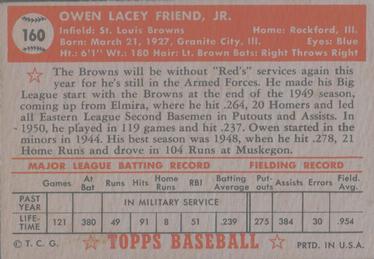 160
OWEN LACEY FRIEND, JR.
Infield: St. Louis Browns Home: Rockford, Ill.
Born: March 21, 1927, Granite City, Ill. Eyes: Blue
Ht.: 6'1" Wt.: 180 Hair: Lt. Brown Bats: Right Throws Right
The Browns will be without "Red's" services again this
year for he's still in the Armed Forces. He made his Big
League start with the Browns at the end of the 1949 season,
coming up from Elmira, where he hit .264, 20 Homers and led
all Eastern League Second Basemen in Putouts and Assists. In
1950, he played in 119 games and hit .237. Owen started in the
minors in 1944. His best season was 1948, when he hit .278,
21 Home Runs and drove in 104 Runs at Muskegon.
MAJOR LEAGUE BATTING RECORD FIELDING RECORD
Games At Bat Runs Hits Home Runs RBI Batting Average Put-outs Assists Errors Field. Avg.
PAST YEAR IN MILITARY SERVICE
LIFE-TIME 121 380 49 91 8 51 .239 275 384 30 .954
© T. C. G. TOPPS BASEBALL PRTD. IN U.S.A.